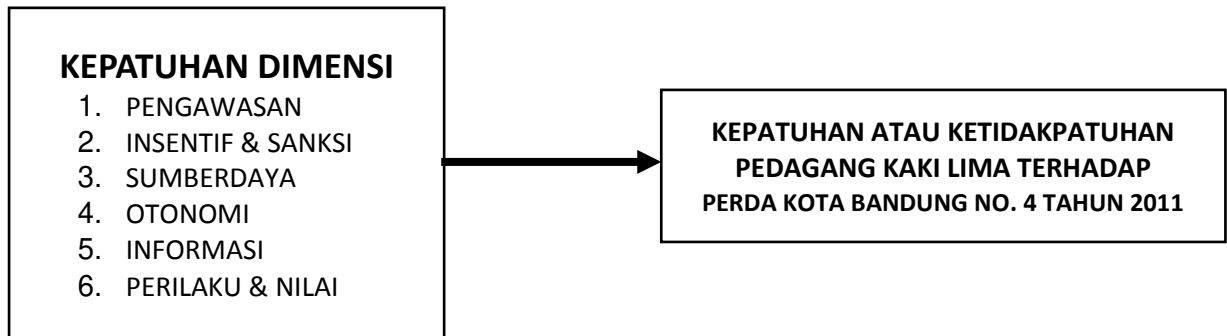 KEPATUHAN DIMENSI
1. PENGAWASAN
2. INSENTIF & SANKSI
3. SUMBERDAYA
4. OTONOMI
5. INFORMASI
6. PERILAKU & NILAI
KEPATUHAN ATAU KETIDAKPATUHAN
PEDAGANG KAKI LIMA TERHADAP
PERDA KOTA BANDUNG NO. 4 TAHUN 2011